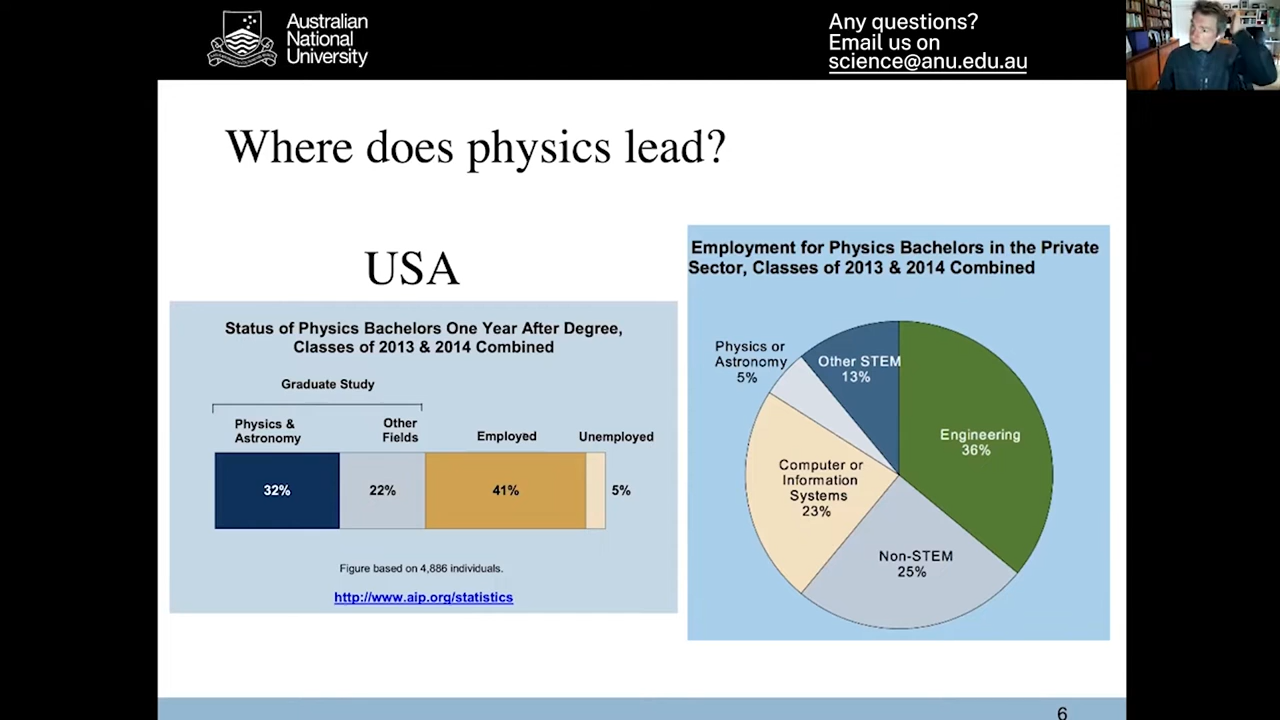 Australian
National
University
Any questions?
Email us on
science@anu.edu.au
Where does physics lead?
USA
Status of Physics Bachelors One Year After Degree,
Classes of 2013 & 2014 Combined
Graduate Study
Physics &
Astronomy
Other
Fields
Employed
Unemployed
32%
22%
41%
5%
Figure based on 4,886 individuals.
http://www.aip.org/statistics
Employment for Physics Bachelors in the Private
Sector, Classes of 2013 & 2014 Combined
Physics or
Astronomy
5%
Other STEM
13%
Engineering
36%
Computer or
Information
Systems
23%
Non-STEM
25%
6